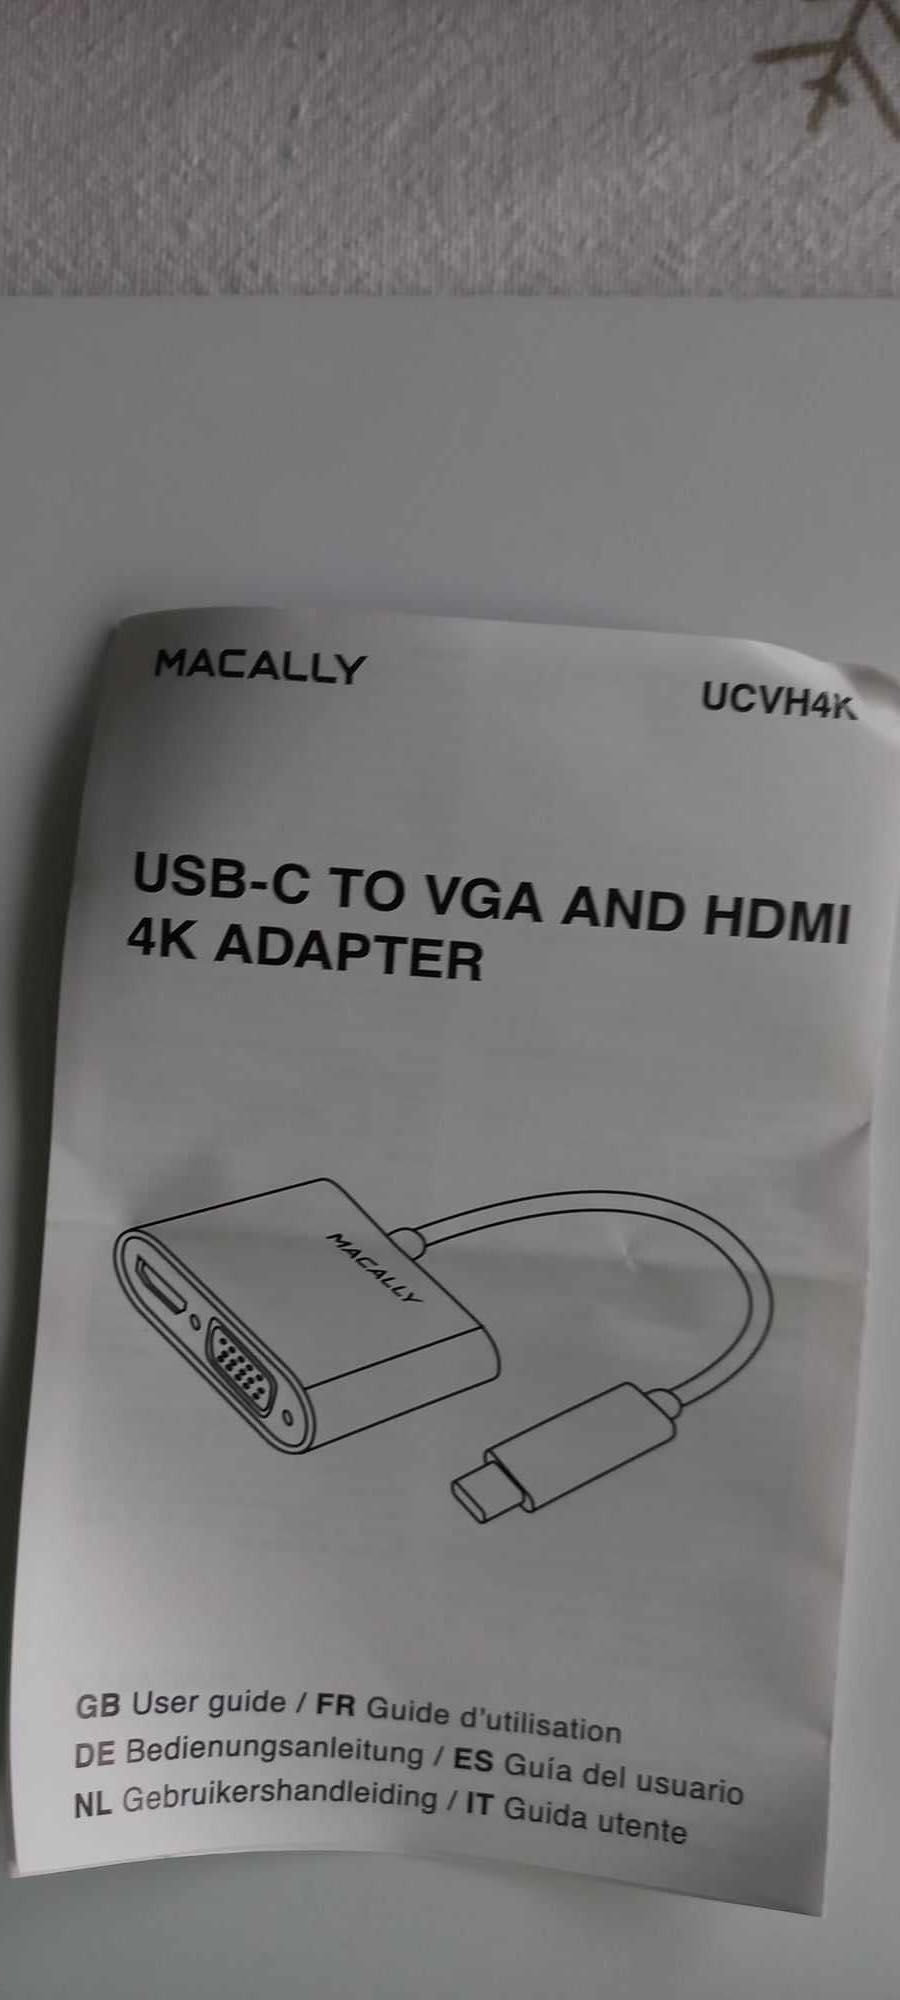 MACALLY
UCVH4K
USB-C TO VGA AND HDMI
4K ADAPTER
MACALLY
GB User guide / FR Guide d'utilisation
DE Bedienungsanleitung / ES Guía del usuario
NL Gebruikershandleiding / IT Guida utente